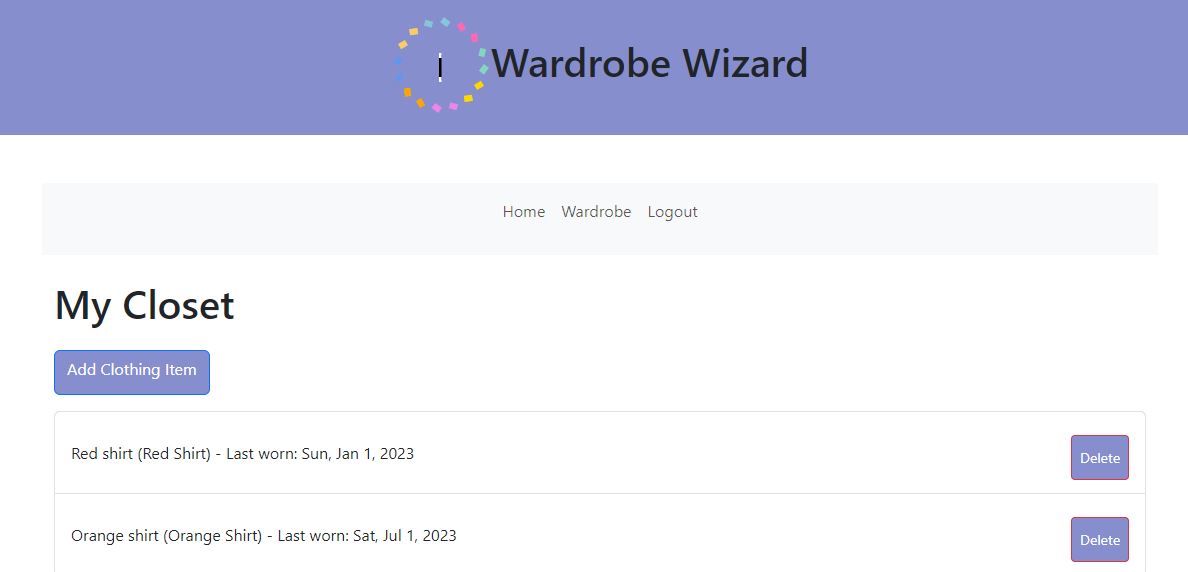 Wardrobe Wizard
Home Wardrobe Logout
My Closet
Add Clothing Item
Red shirt (Red Shirt) - Last worn: Sun, Jan 1, 2023 Delete
Orange shirt (Orange Shirt) - Last worn: Sat, Jul 1, 2023 Delete